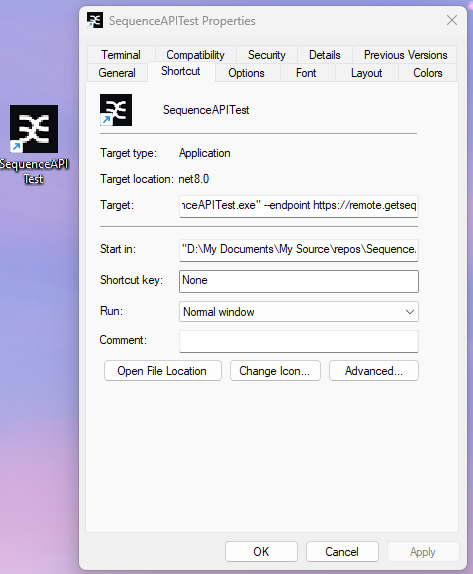 SequenceAPITest Properties
Terminal Compatibility Security Details Previous Versions
General Shortcut Options Font Layout Colors
SequenceAPITest
Target type: Application
Target location: net8.0
Target: nceAPITest.exe" --endpoint https://remote.getseq
Start in: "D:\My Documents\My Source\repos\Sequence.
Shortcut key: None
Run: Normal window
Comment:
Open File Location Change Icon... Advanced...
OK Cancel Apply
SequenceAPI
Test